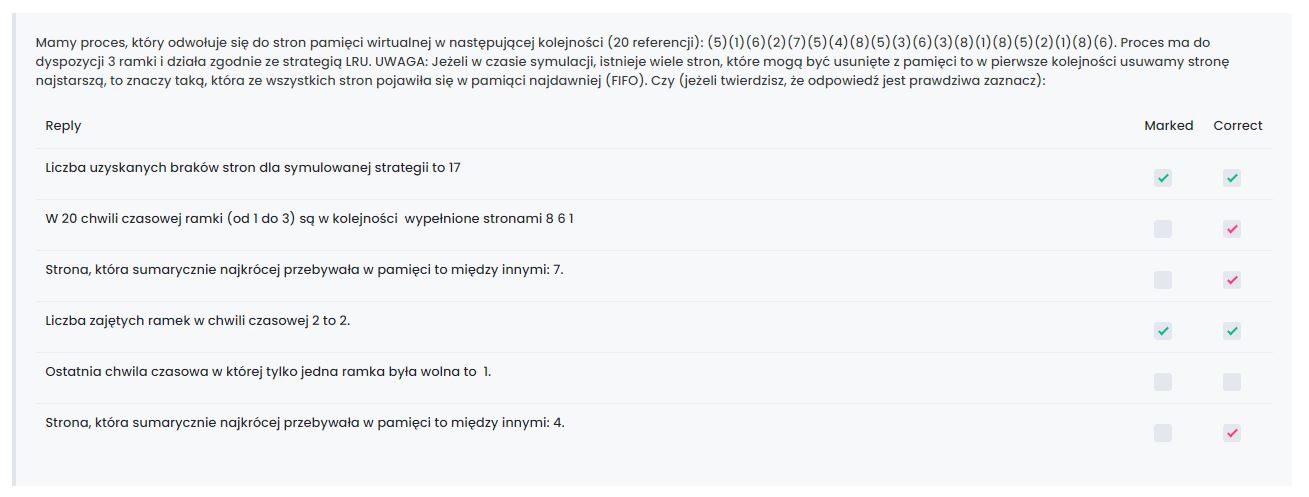 Mamy proces, który odwołuje się do stron pamięci wirtualnej w następującej kolejności (20 referencji): (5)(1)(6)(2)(7)(5)(4)(8)(5)(3)(6)(3)(8)(1)(8)(5)(2)(1)(8)(6). Proces ma do
dyspozycji 3 ramki i działa zgodnie ze strategią LRU. UWAGA: Jeżeli w czasie symulacji, istnieje wiele stron, które mogą być usunięte z pamięci to w pierwsze kolejności usuwamy stronę
najstarszą, to znaczy taką, która ze wszystkich stron pojawiła się w pamiąci najdawniej (FIFO). Czy (jeżeli twierdzisz, że odpowiedź jest prawdziwa zaznacz):
Reply Marked Correct
Liczba uzyskanych braków stron dla symulowanej strategii to 17
W 20 chwili czasowej ramki (od 1 do 3) są w kolejności wypełnione stronami 8 6 1
Strona, która sumarycznie najkrócej przebywała w pamięci to między innymi: 7.
Liczba zajętych ramek w chwili czasowej 2 to 2.
Ostatnia chwila czasowa w której tylko jedna ramka była wolna to 1.
Strona, która sumarycznie najkrócej przebywała w pamięci to między innymi: 4.